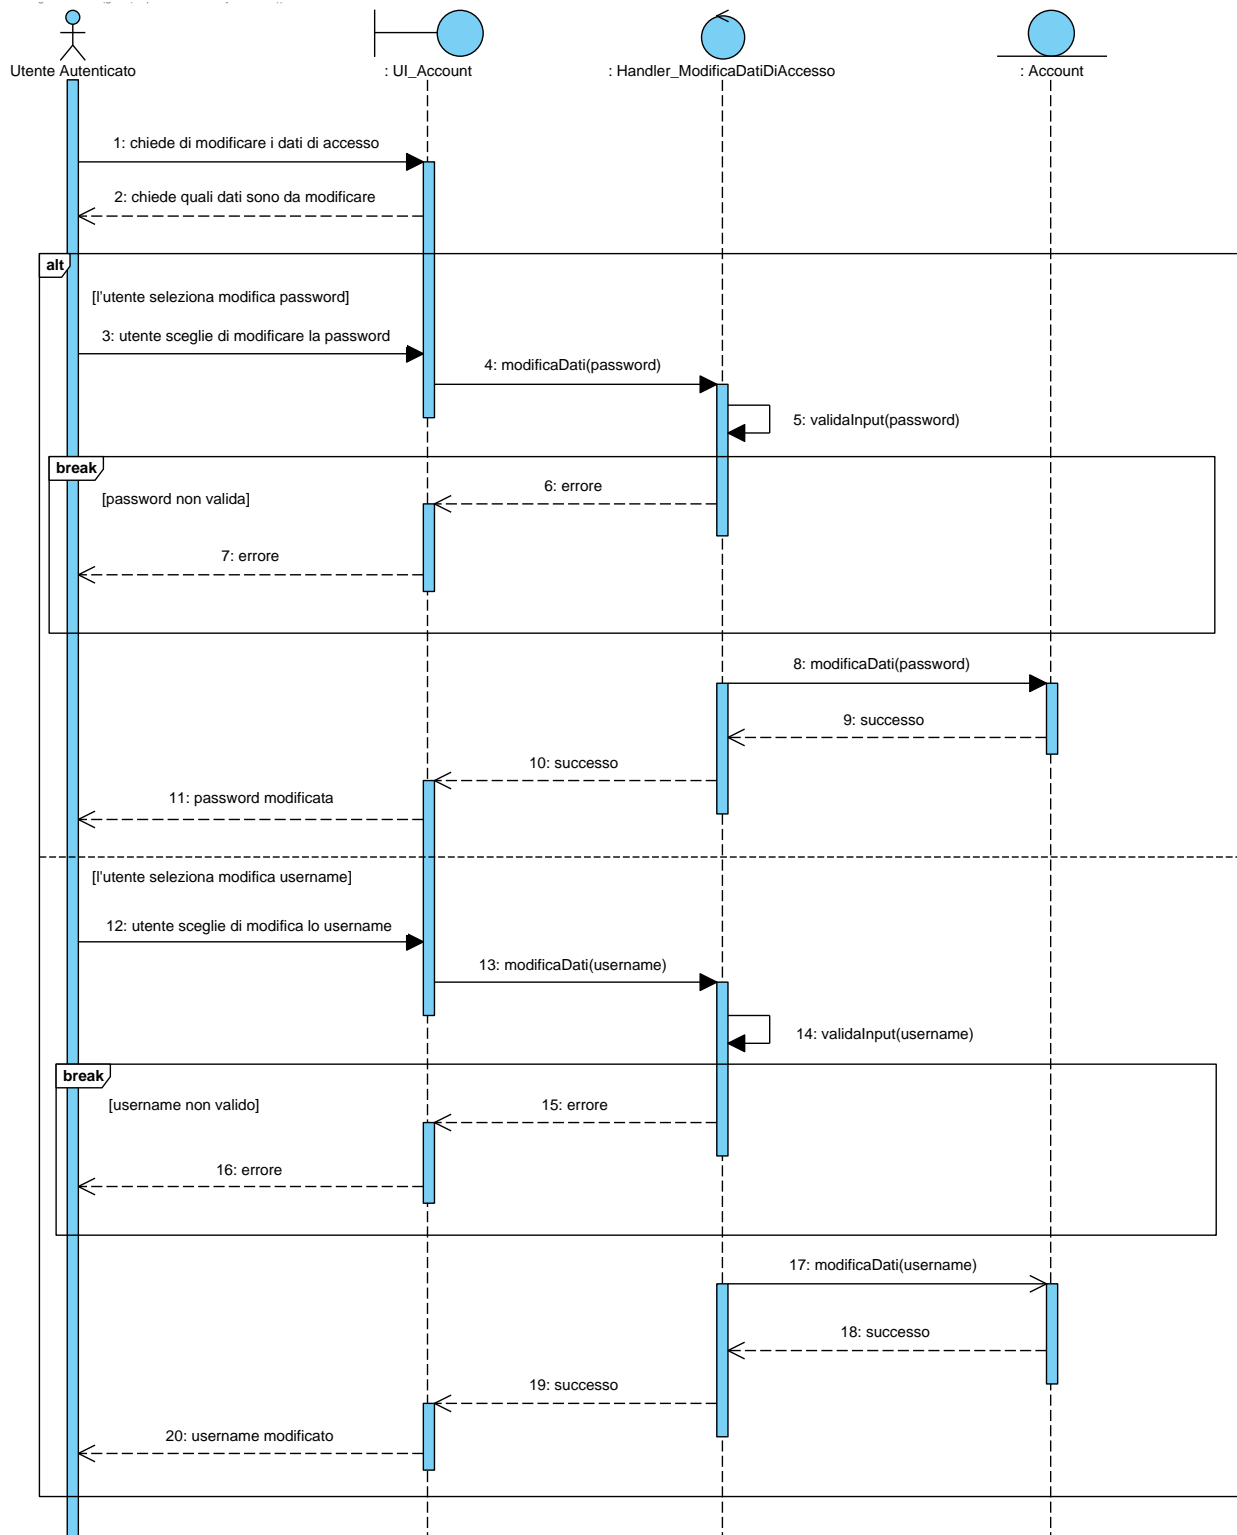 Utente Autenticato
: UI_Account
: Handler_ModificaDatiDiAccesso
: Account
1: chiede di modificare i dati di accesso
2: chiede quali dati sono da modificare
alt
[l'utente seleziona modifica password]
3: utente sceglie di modificare la password
4: modificaDati(password)
5: validaInput(password)
break
[password non valida]
6: errore
7: errore
8: modificaDati(password)
9: successo
10: successo
11: password modificata
[l'utente seleziona modifica username]
12: utente sceglie di modifica lo username
13: modificaDati(username)
14: validaInput(username)
break
[username non valido]
15: errore
16: errore
17: modificaDati(username)
18: successo
19: successo
20: username modificato